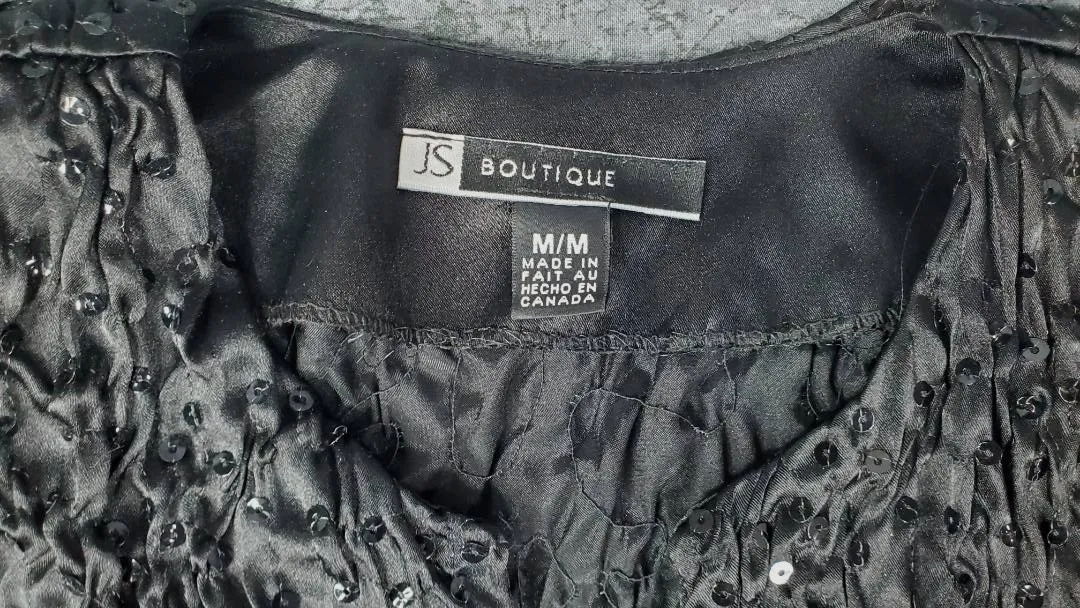 JS BOUTIQUE
M/M
MADE IN
FAIT AU
HECHO EN
CANADA